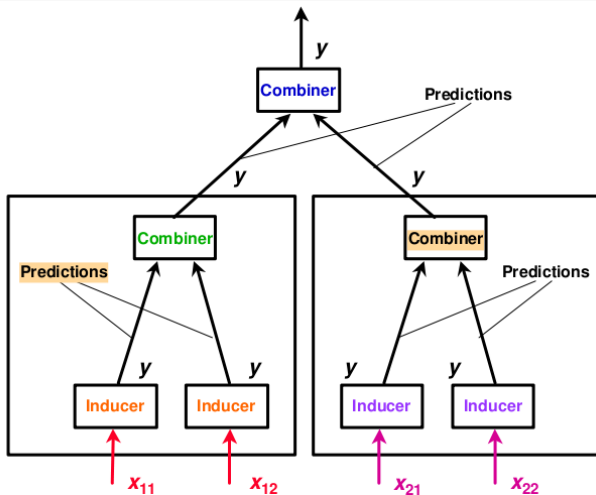 y
Combiner
Predictions
y
y
Combiner
Combiner
Predictions
Predictions
y
y
y
y
Inducer
Inducer
Inducer
Inducer
x11
x12
x21
x22